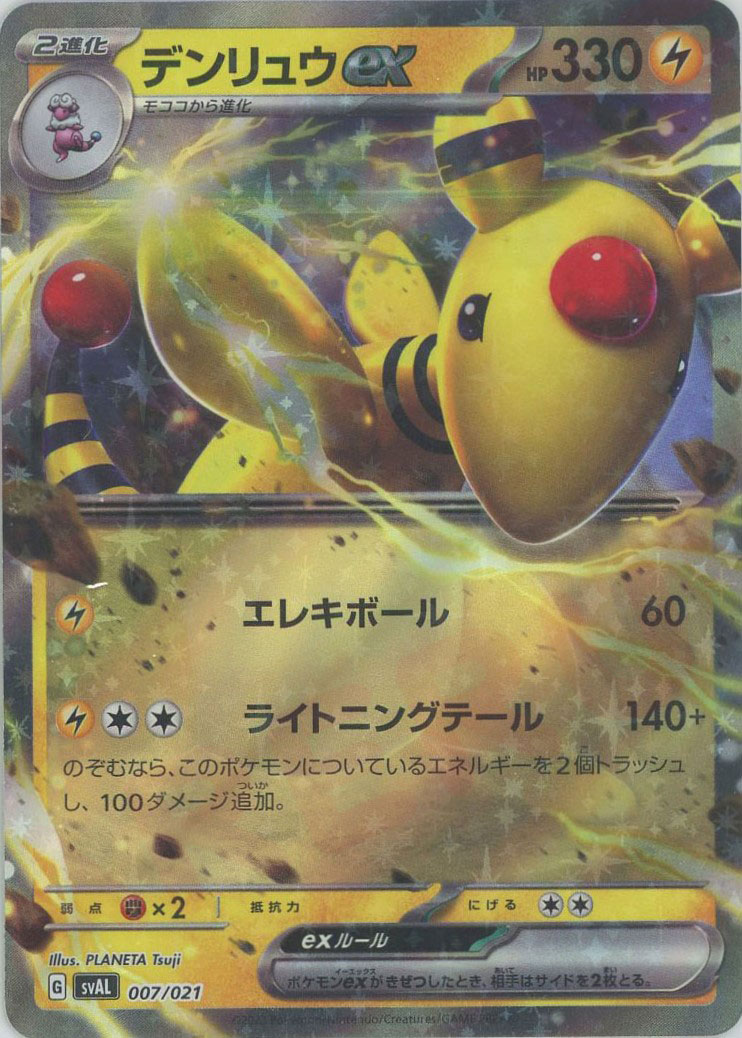 2進化
デンリュウex
HP330
モココから進化
エレキボール 60
ライトニングテール 140+
のぞむなら、このポケモンについているエネルギーを2個トラッシュ
し、100ダメージ追加。
弱点 ×2 抵抗力 にげる
exルール
ポケモンexがきぜつしたとき、相手はサイドを2枚とる。
Illus. PLANETA Tsuji
G svAL 007/021
Pokémon/Nintendo/Creatures/GAME FREAK